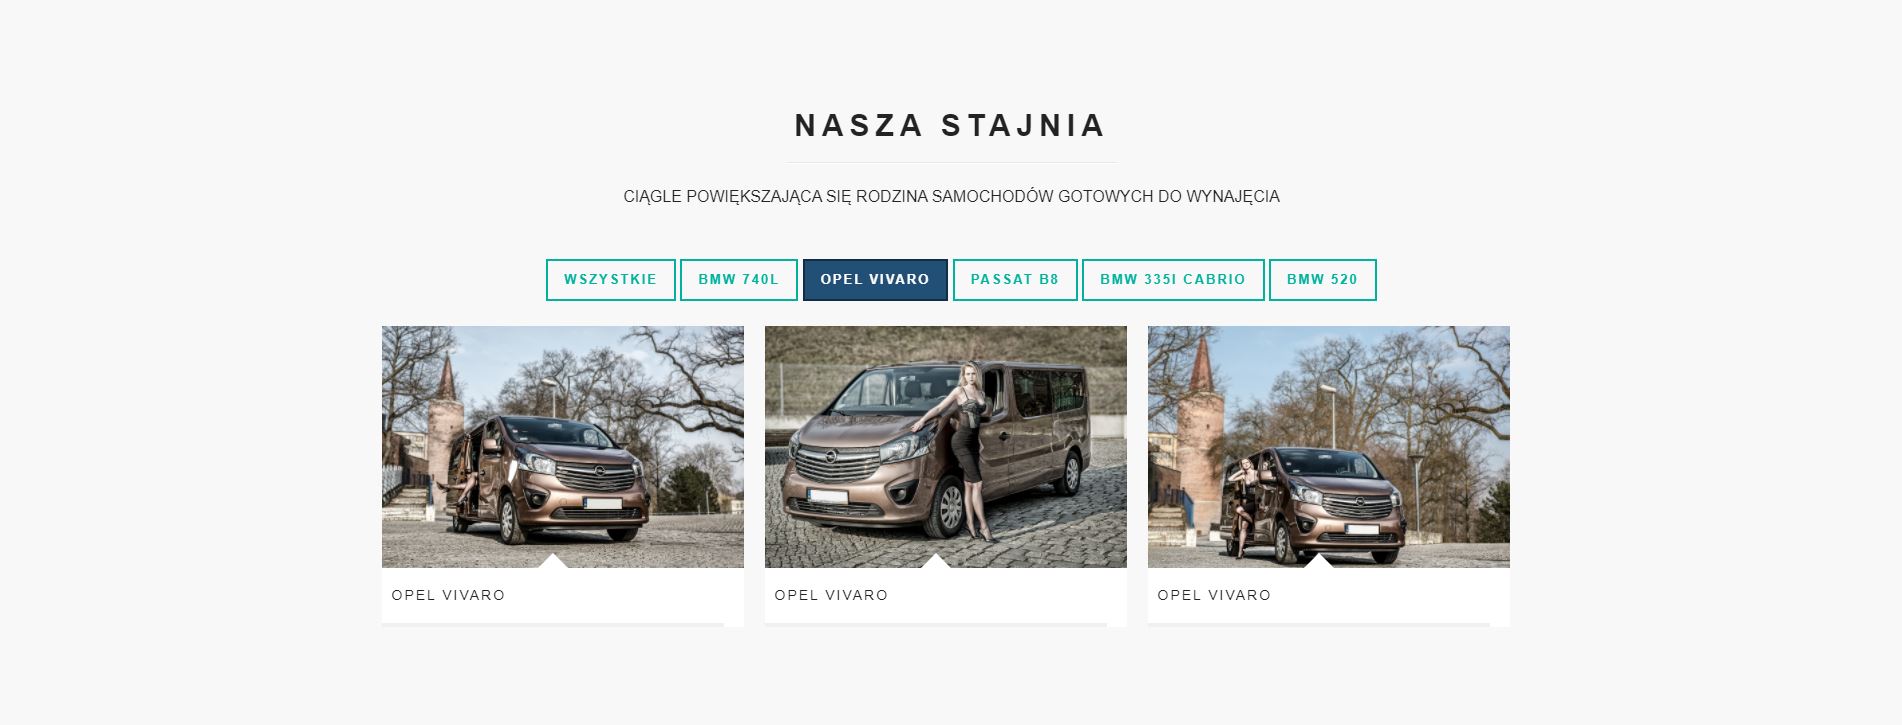 NASZA STAJNIA
CIĄGLE POWIĘKSZAJĄCA SIĘ RODZINA SAMOCHODÓW GOTOWYCH DO WYNAJĘCIA
WSZYSTKIE BMW 740L OPEL VIVARO PASSAT B8 BMW 335I CABRIO BMW 520
OPEL VIVARO OPEL VIVARO OPEL VIVARO